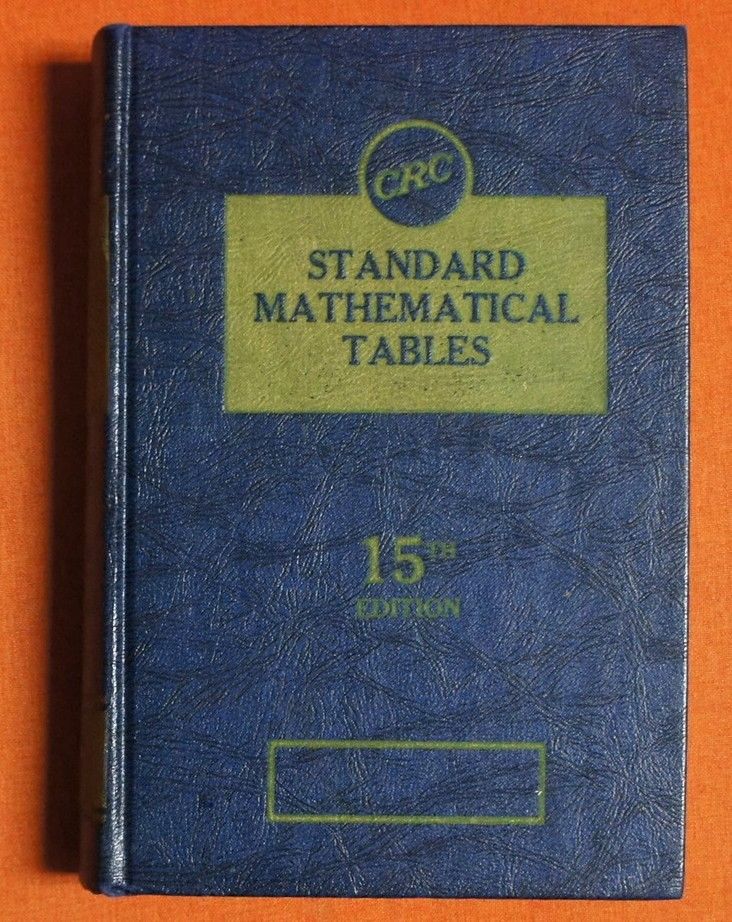 CRC
STANDARD
MATHEMATICAL
TABLES
15TH
EDITION